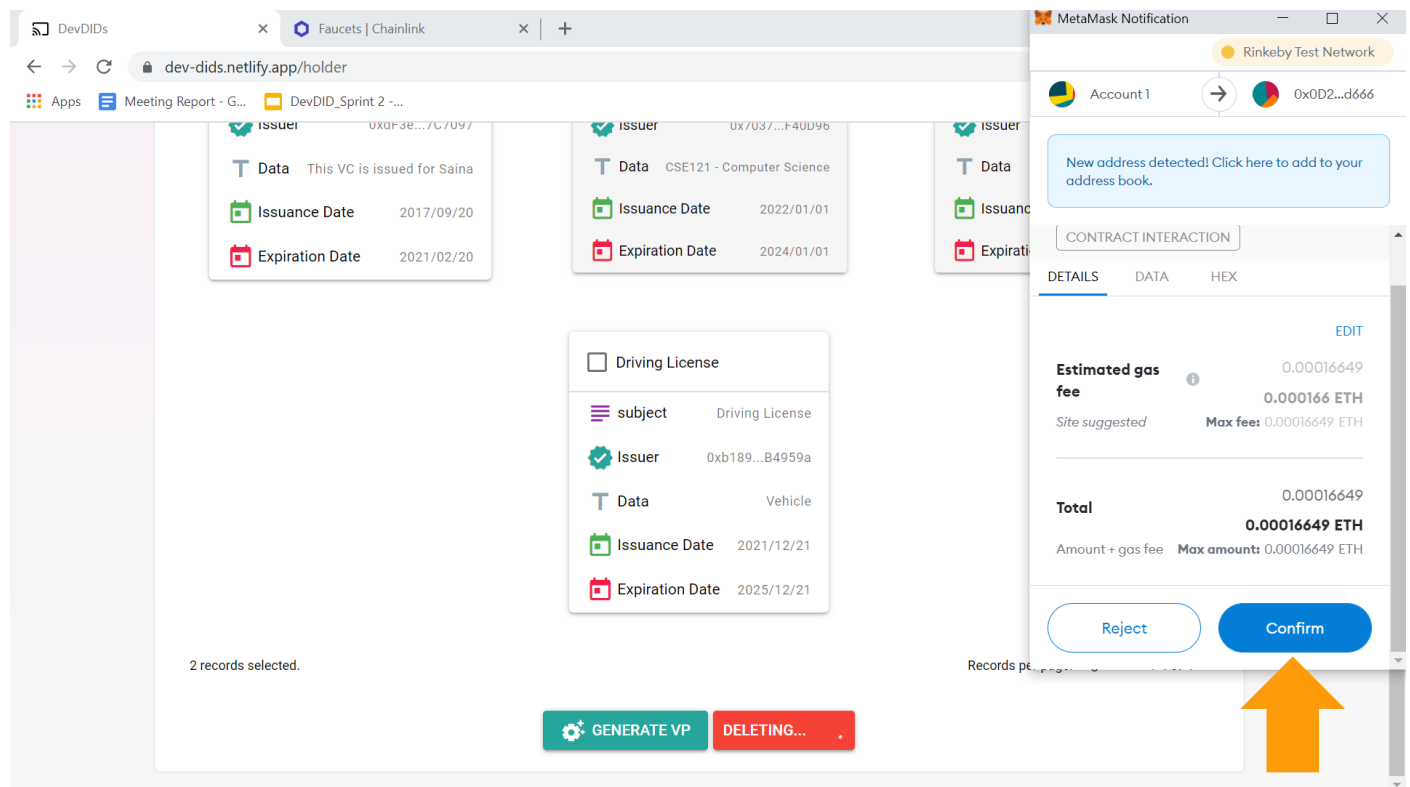 DevDIDs
Faucets | Chainlink
dev-dids.netlify.app/holder
Apps
Meeting Report - G...
DevDID_Sprint 2 -...
Issuer 0xdF3e...7C7097
Data This VC is issued for Saina
Issuance Date 2017/09/20
Expiration Date 2021/02/20
Issuer 0x7037...F40D96
Data CSE121 - Computer Science
Issuance Date 2022/01/01
Expiration Date 2024/01/01
Issuer
Data
Driving License
subject Driving License
Issuer 0xb189...B4959a
Data Vehicle
Issuance Date 2021/12/21
Expiration Date 2025/12/21
2 records selected.
GENERATE VP
DELETING...
MetaMask Notification
Rinkeby Test Network
Account 1
0x0D2...d666
New address detected! Click here to add to your
address book.
CONTRACT INTERACTION
DETAILS DATA HEX
EDIT
Estimated gas
fee
0.00016649
0.000166 ETH
Site suggested
Max fee: 0.00016649 ETH
Total
0.00016649
0.00016649 ETH
Amount + gas fee
Max amount: 0.00016649 ETH
Reject
Confirm